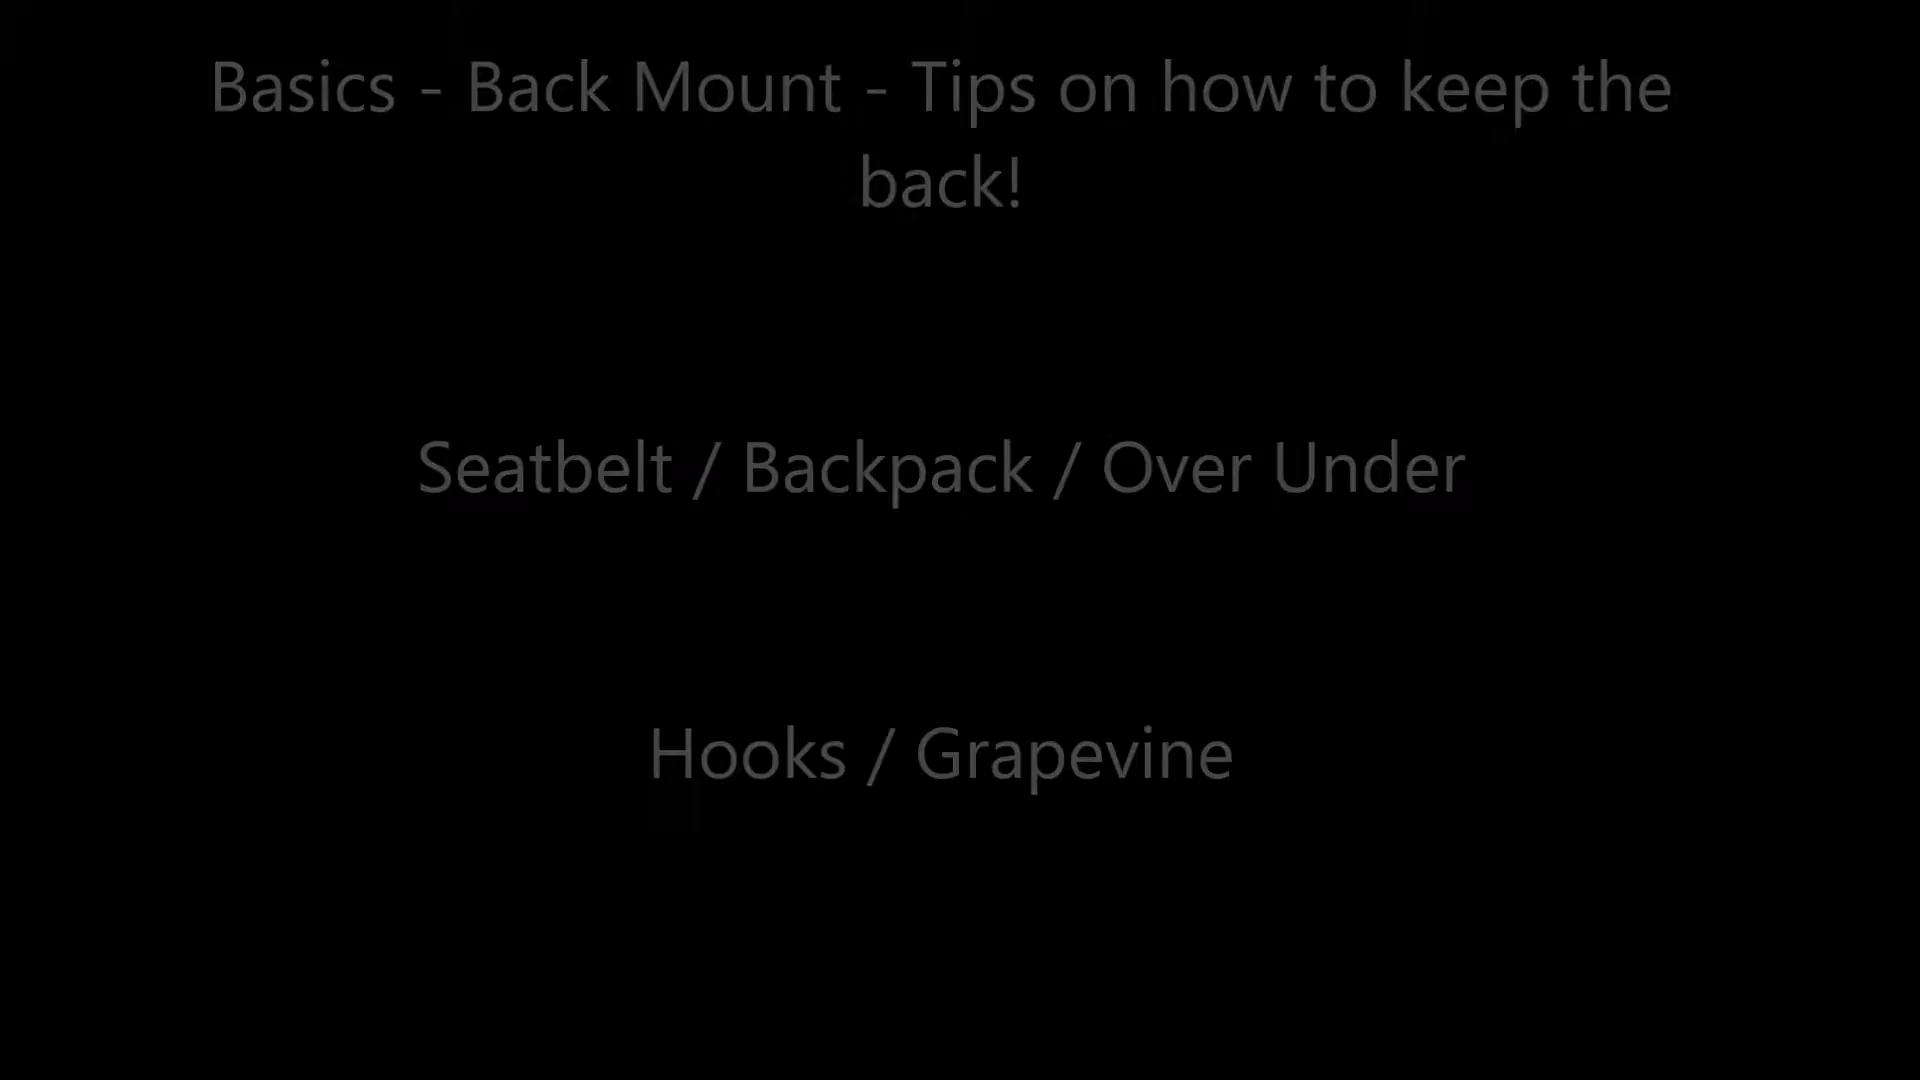 Basics - Back Mount - Tips on how to keep the
back!
Seatbelt / Backpack / Over Under
Hooks / Grapevine